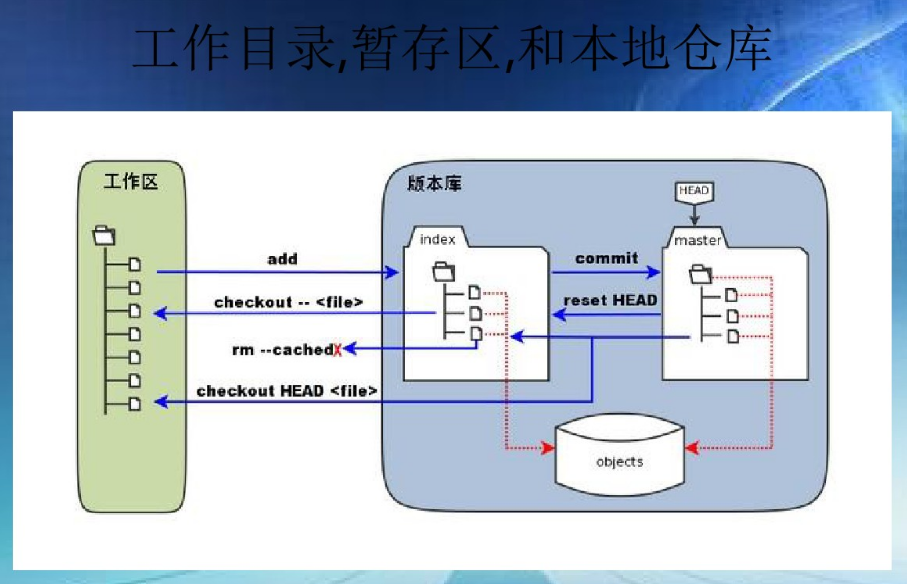 工作目录,暂存区,和本地仓库
工作区
版本库
HEAD
index
master
add
commit
checkout -- <file>
reset HEAD
rm --cached
checkout HEAD <file>
objects